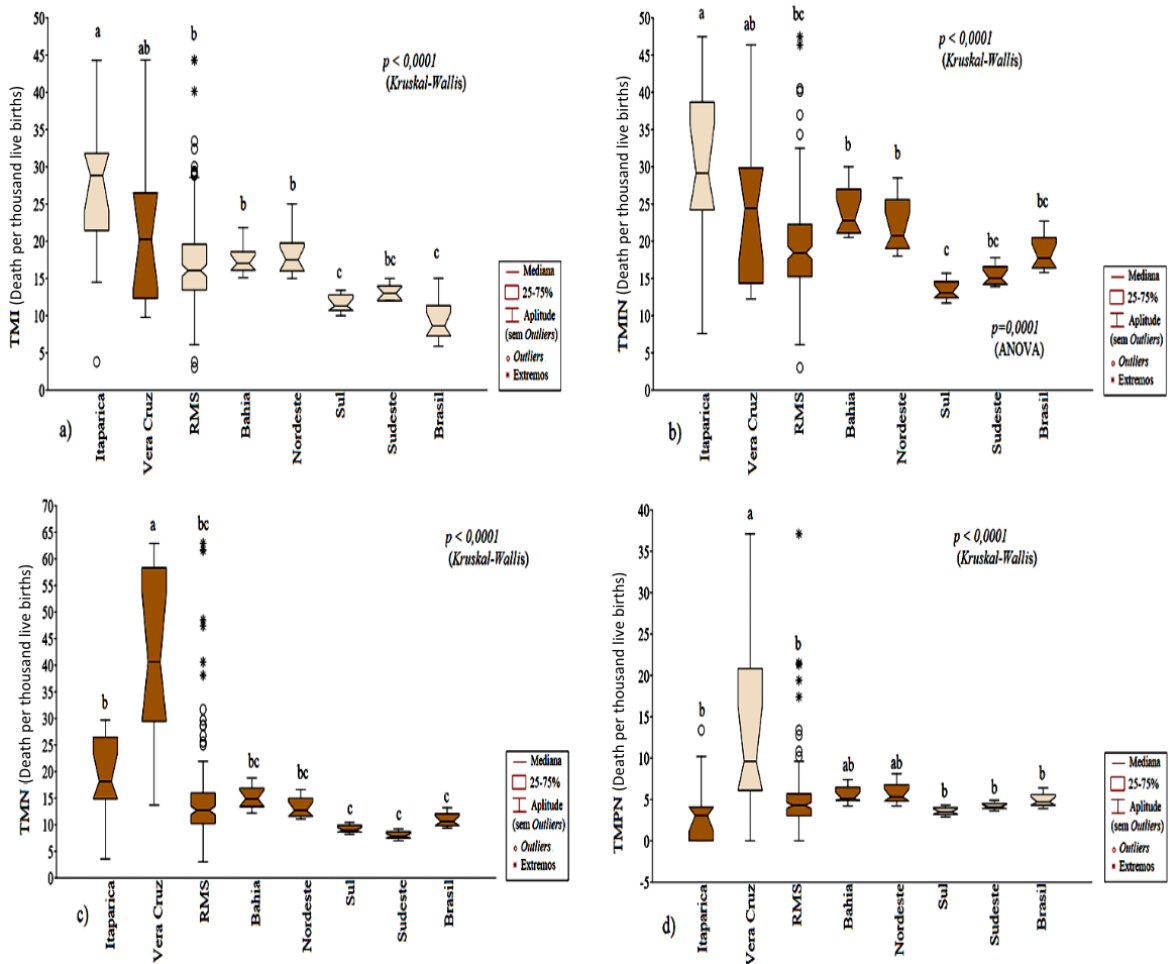 TMI (Death per thousand live births)
50
45
40
35
30
25
20
15
10
5
0
a
ab
b
b
b
c
bc
b
p < 0,0001
(Kruskal-Wallis)
Mediana
25-75%
Aplitude
(sem Outliers)
Outliers
Extremos
a)
Itaparica
Vera Cruz
RMS
Bahia
Nordeste
Sul
Sudeste
Brasil
TMIN (Death per thousand live births)
50
45
40
35
30
25
20
15
10
5
0
a
ab
bc
b
b
c
bc
bc
p < 0,0001
(Kruskal-Wallis)
p=0,0001
(ANOVA)
Mediana
25-75%
Aplitude
(sem Outliers)
Outliers
Extremos
b)
Itaparica
Vera Cruz
RMS
Bahia
Nordeste
Sul
Sudeste
Brasil
TMN (Death per thousand live births)
70
65
60
55
50
45
40
35
30
25
20
15
10
5
0
b
a
bc
bc
bc
c
c
bc
p < 0,0001
(Kruskal-Wallis)
Mediana
25-75%
Aplitude
(sem Outliers)
Outliers
Extremos
c)
Itaparica
Vera Cruz
RMS
Bahia
Nordeste
Sul
Sudeste
Brasil
TMPN (Death per thousand live births)
40
35
30
25
20
15
10
5
0
-5
b
a
b
ab
ab
b
b
b
p < 0,0001
(Kruskal-Wallis)
Mediana
25-75%
Aplitude
(sem Outliers)
Outliers
Extremos
d)
Itaparica
Vera Cruz
RMS
Bahia
Nordeste
Sul
Sudeste
Brasil